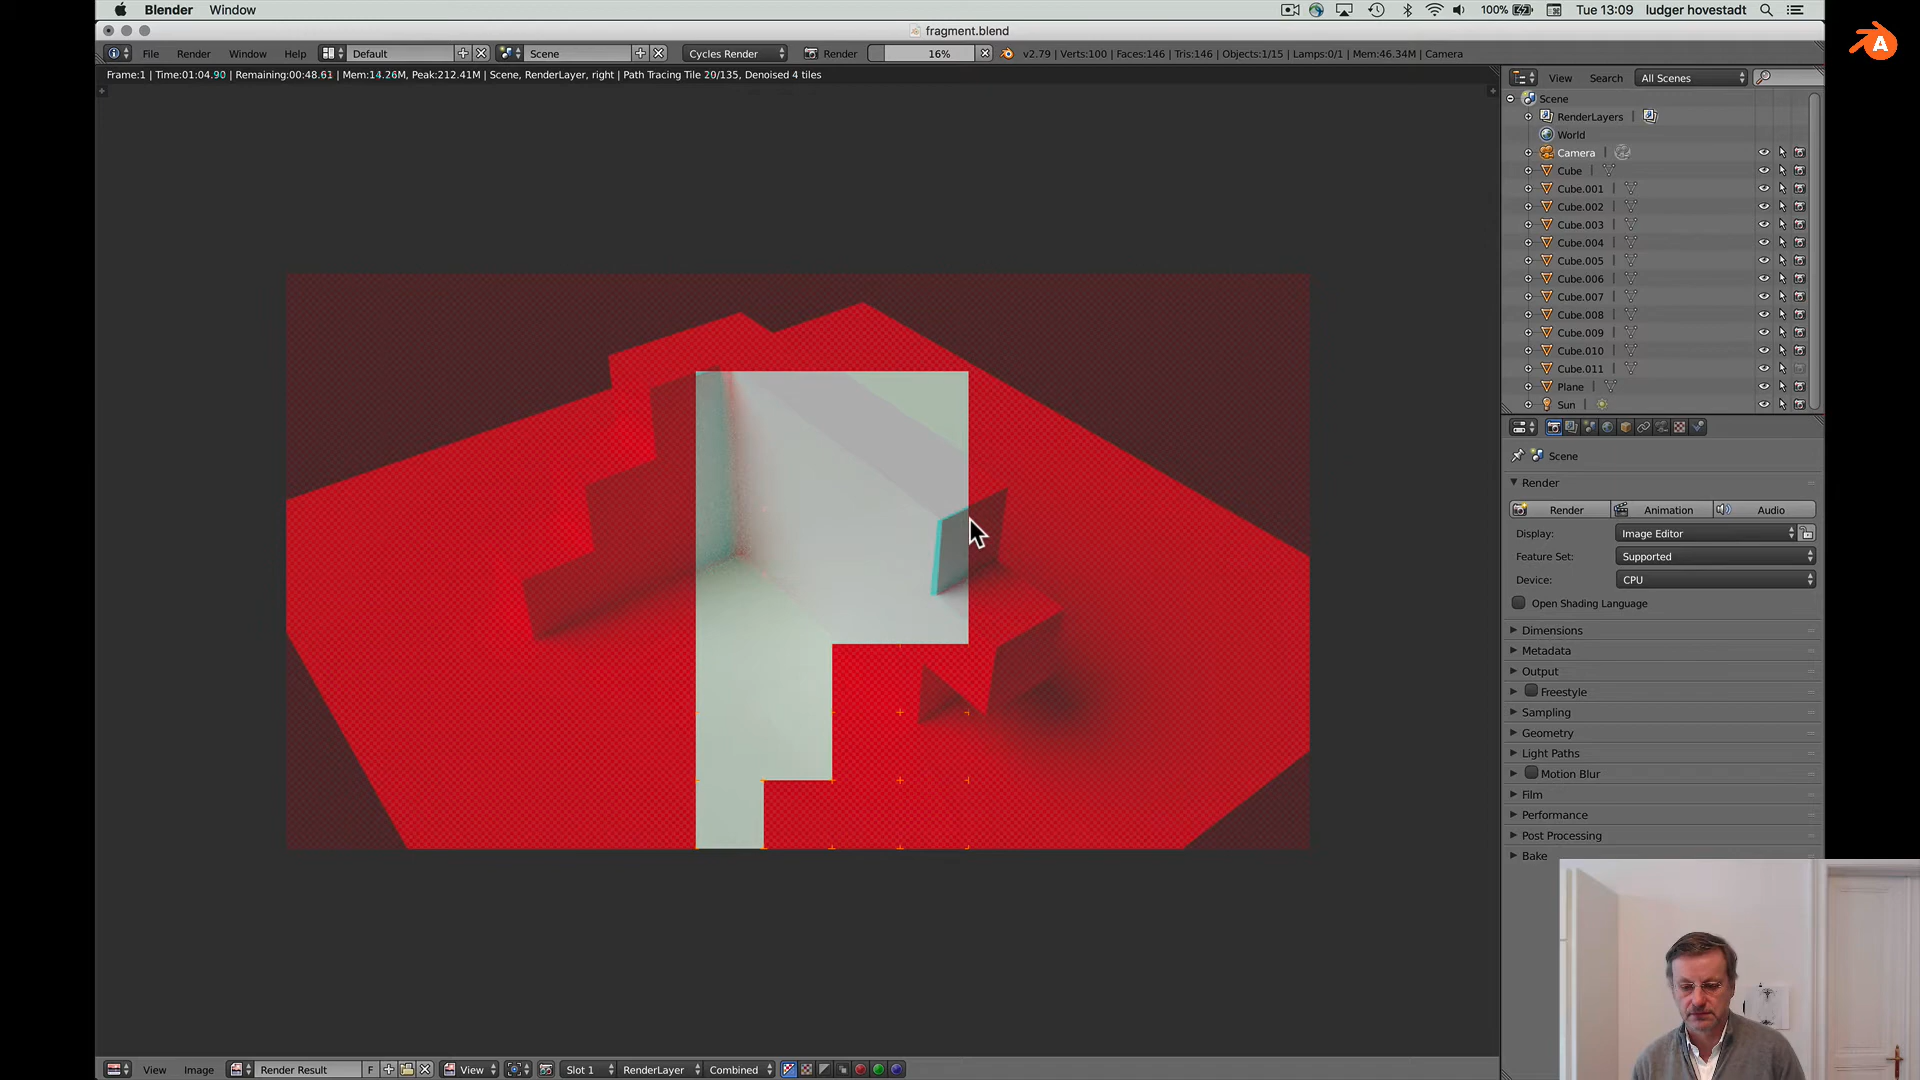 Blender Window 100% Tue 13:09 ludger hovestadt
fragment.blend
File Render Window Help Default Scene Cycles Render Render 16% v2.79 | Verts:100 | Faces:146 | Tris:146 | Objects:1/15 | Lamps:0/1 | Mem:46.34M | Camera
Frame:1 | Time:01:04.90 | Remaining:00:48.61 | Mem:14.26M, Peak:212.41M | Scene, RenderLayer, right | Path Tracing Tile 20/135, Denoised 4 tiles
View Search All Scenes
Scene
RenderLayers
World
Camera
Cube
Cube.001
Cube.002
Cube.003
Cube.004
Cube.005
Cube.006
Cube.007
Cube.008
Cube.009
Cube.010
Cube.011
Plane
Sun
Scene
Render
Render Animation Audio
Display: Image Editor
Feature Set: Supported
Device: CPU
Open Shading Language
Dimensions
Metadata
Output
Freestyle
Sampling
Geometry
Light Paths
Motion Blur
Film
Performance
Post Processing
Bake
View Image Render Result F View Slot 1 RenderLayer Combined
A